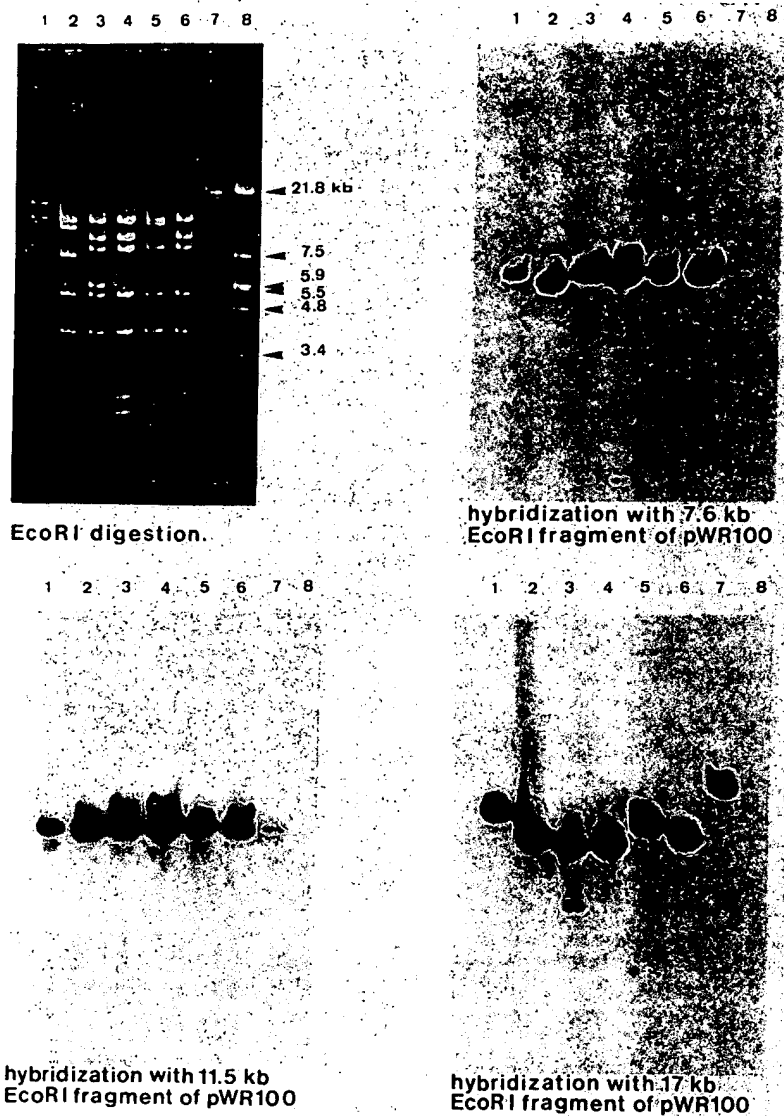 1 2 3 4 5 6 7 8
1 2 3 4 5 6 7 8
21.8 kb
7.5
5.9
5.5
4.8
3.4
EcoRI digestion.
hybridization with 7.6 kb
EcoRI fragment of pWR100
1 2 3 4 5 6 7 8
1 2 3 4 5 6 7 8
hybridization with 11.5 kb
EcoRI fragment of pWR100
hybridization with 17 kb
EcoRI fragment of pWR100